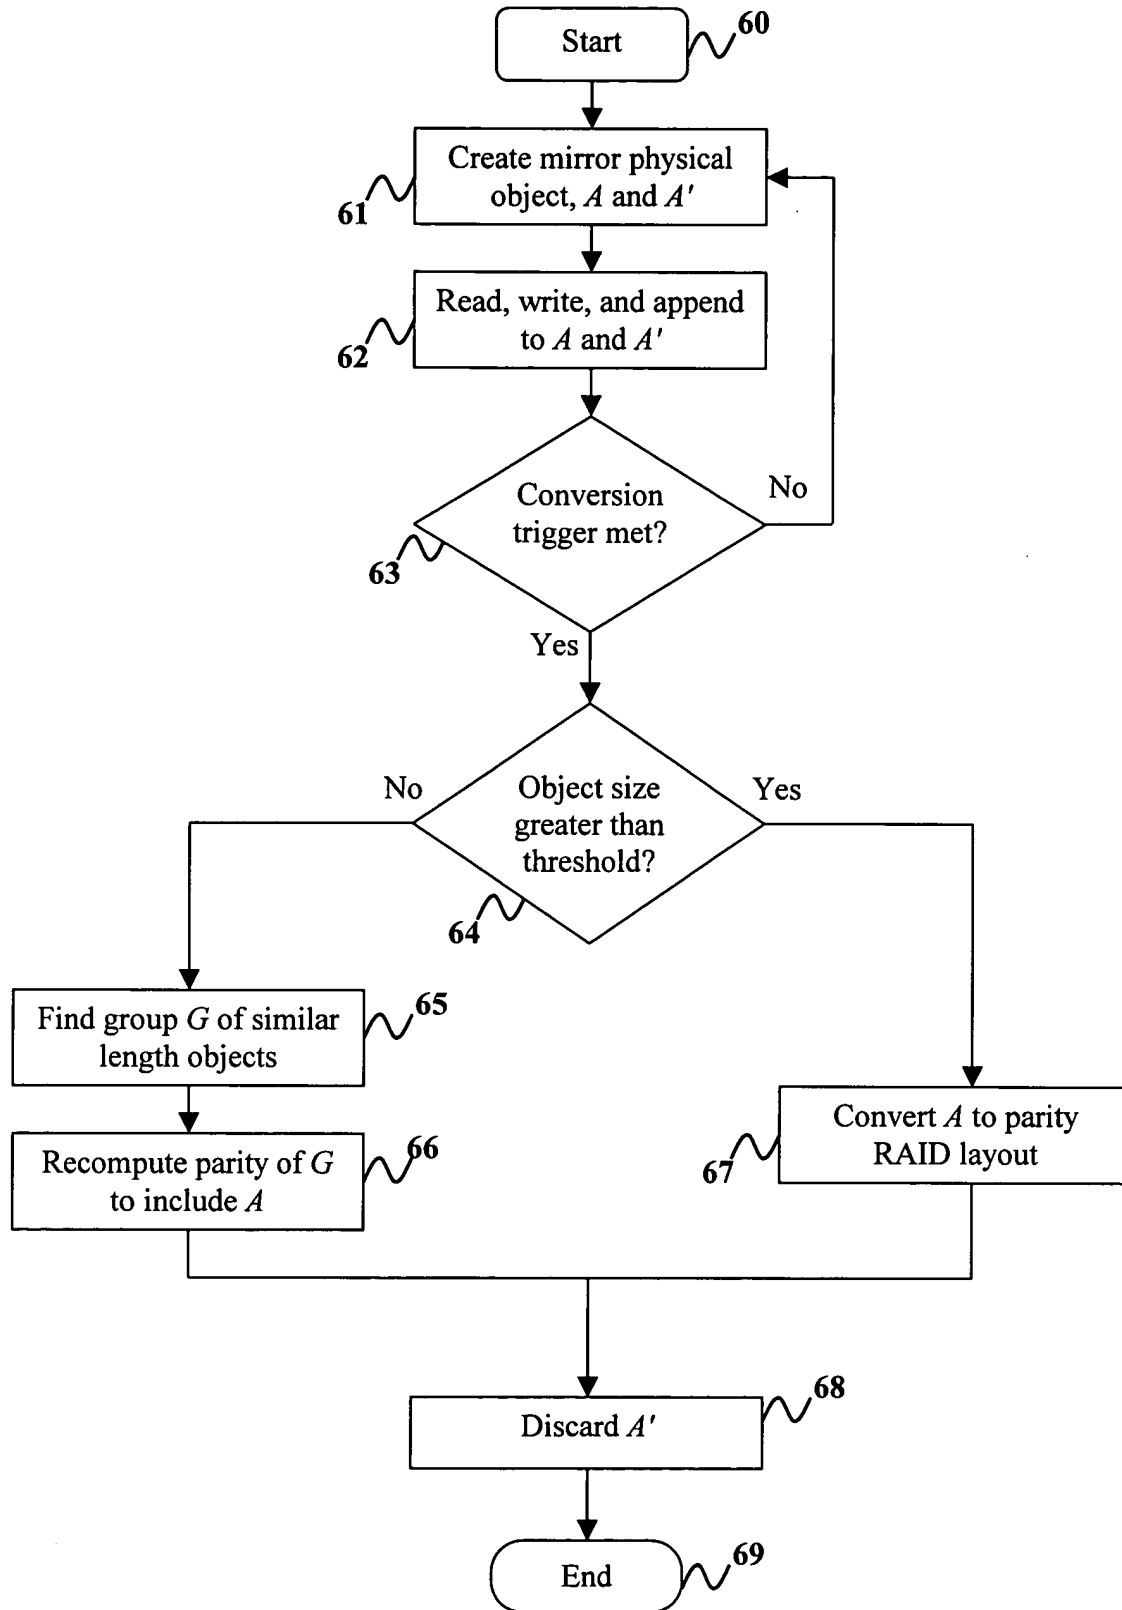 Start
60
Create mirror physical
object, A and A'
61
Read, write, and append
to A and A'
62
Conversion
trigger met?
No
63
Yes
Object size
greater than
threshold?
No
Yes
64
Find group G of similar
length objects
65
Recompute parity of G
to include A
66
Convert A to parity
RAID layout
67
Discard A'
68
End
69